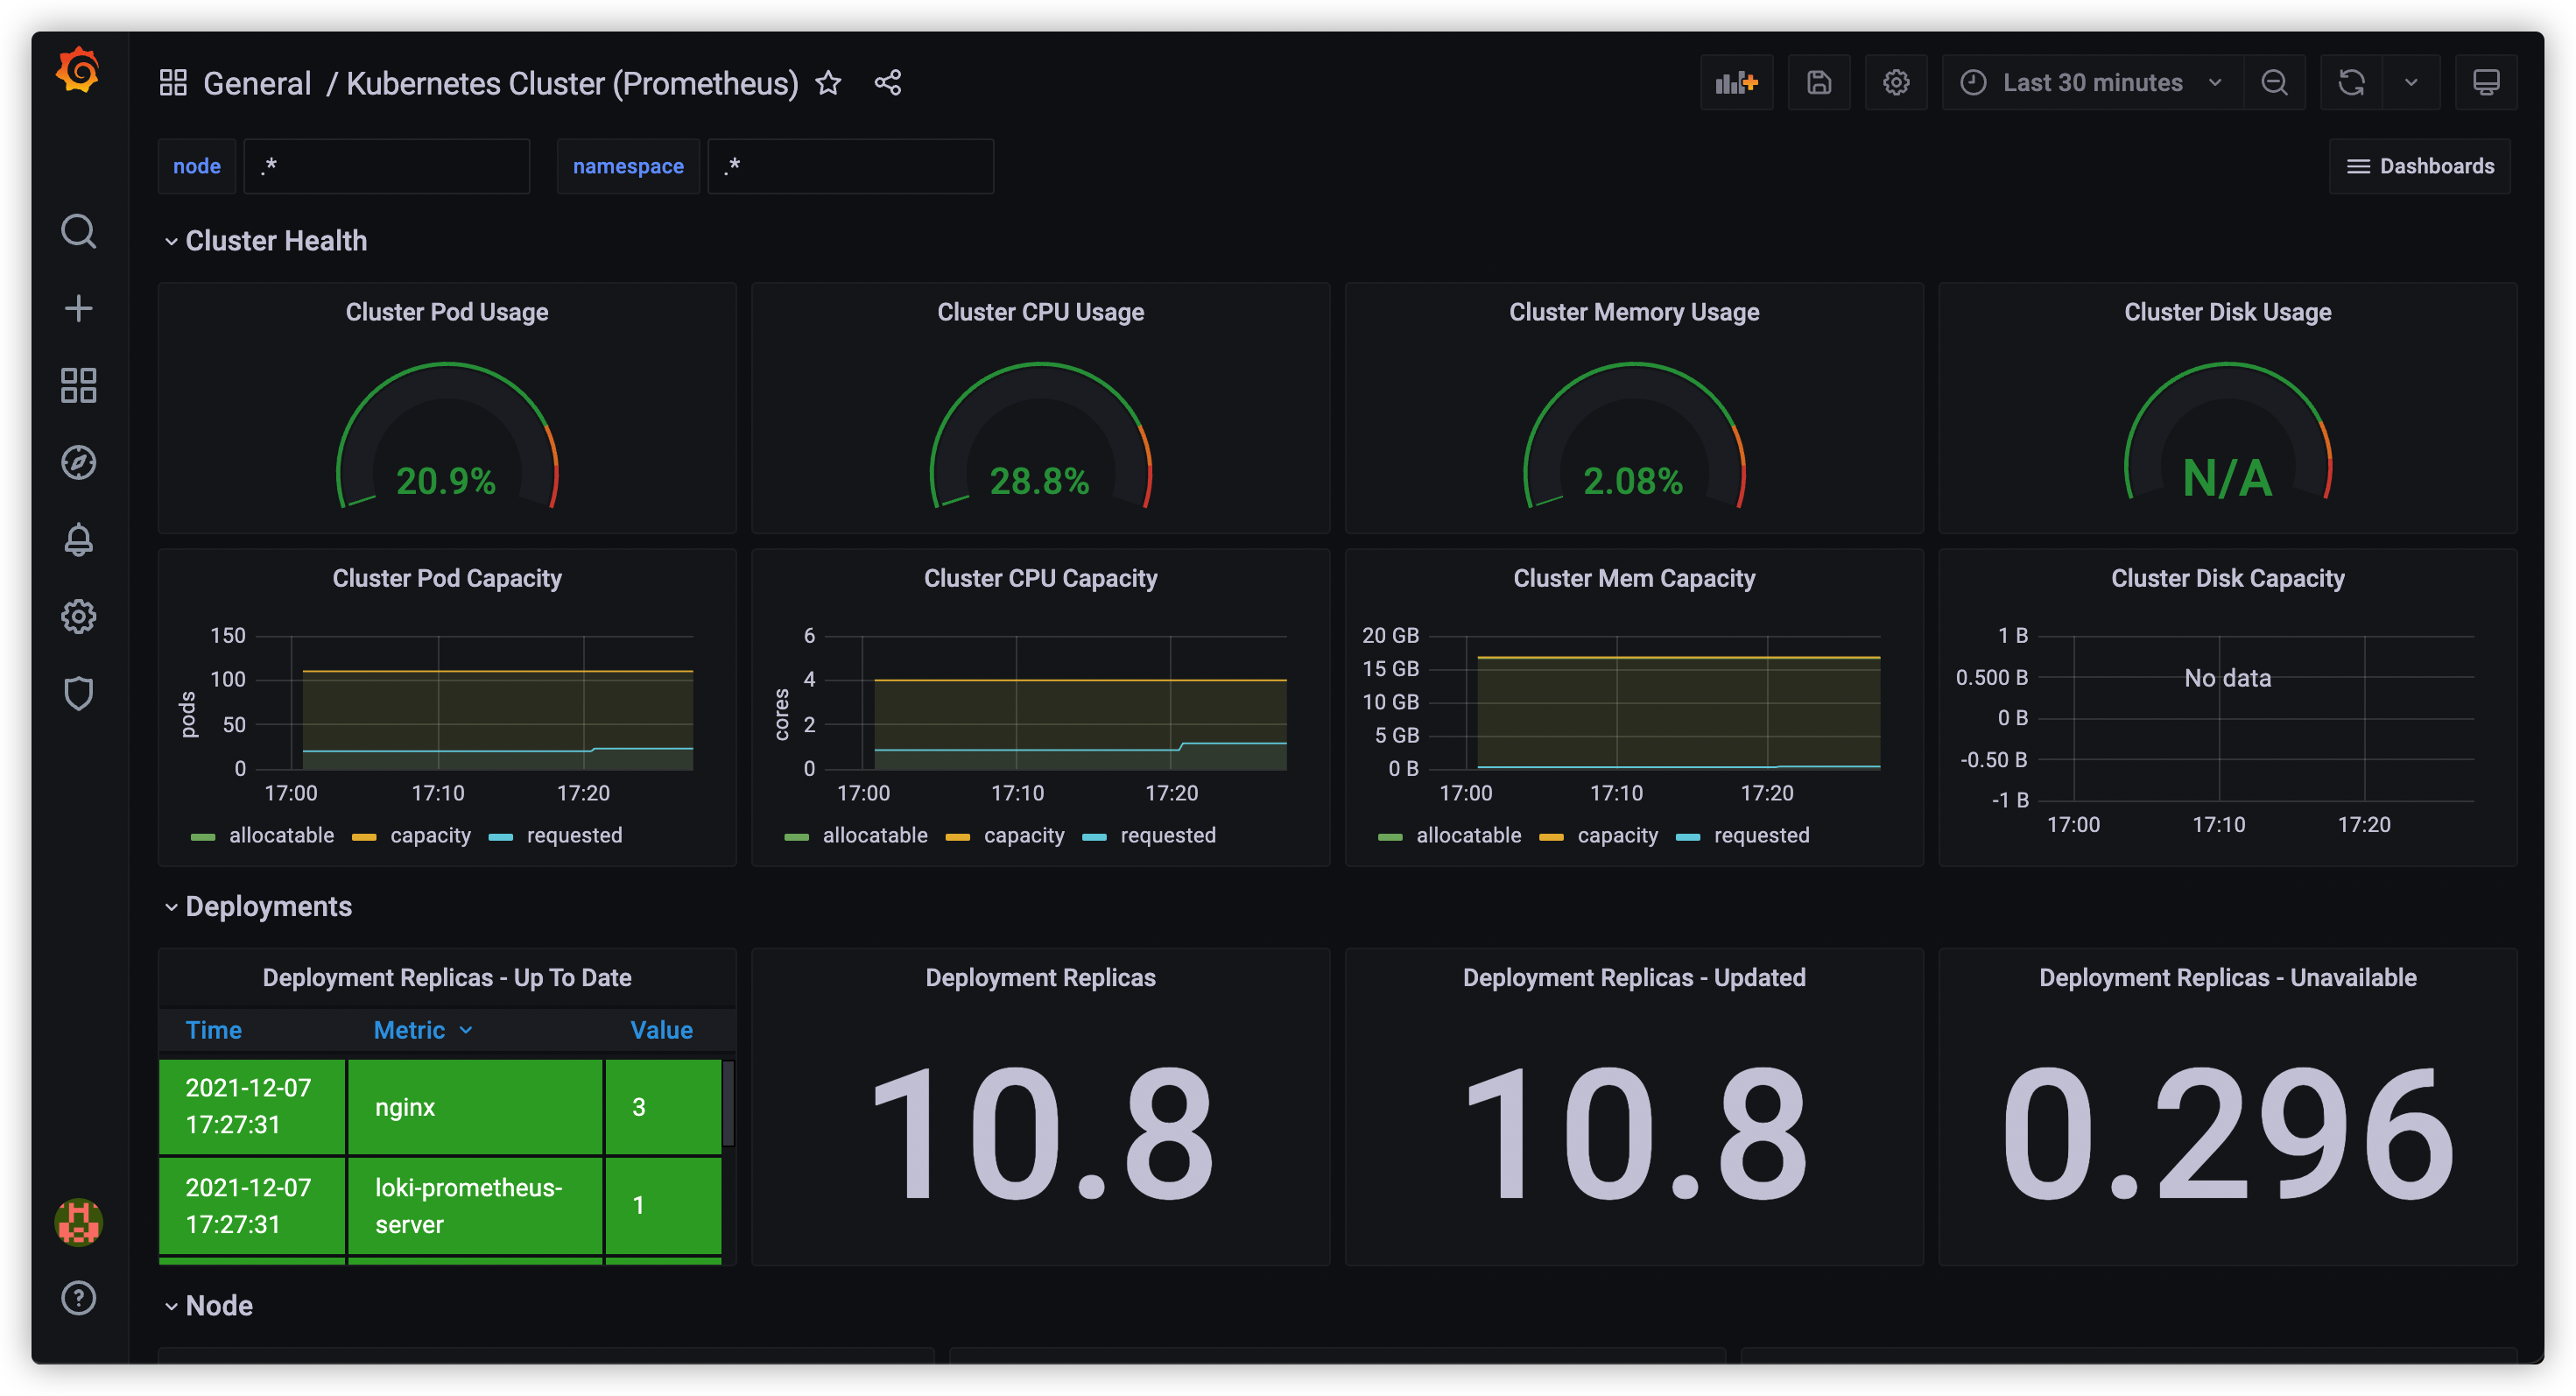 General / Kubernetes Cluster (Prometheus)
Last 30 minutes
node .* namespace .*
Dashboards
Cluster Health
Cluster Pod Usage
20.9%
Cluster CPU Usage
28.8%
Cluster Memory Usage
2.08%
Cluster Disk Usage
N/A
Cluster Pod Capacity
150
100
50
0
pods
17:00 17:10 17:20
allocatable capacity requested
Cluster CPU Capacity
6
4
2
0
cores
17:00 17:10 17:20
allocatable capacity requested
Cluster Mem Capacity
20 GB
15 GB
10 GB
5 GB
0 B
17:00 17:10 17:20
allocatable capacity requested
Cluster Disk Capacity
1 B
0.500 B
0 B
-0.50 B
-1 B
No data
17:00 17:10 17:20
Deployments
Deployment Replicas - Up To Date
Time Metric Value
2021-12-07
17:27:31
nginx
3
2021-12-07
17:27:31
loki-prometheus-
server
1
Deployment Replicas
10.8
Deployment Replicas - Updated
10.8
Deployment Replicas - Unavailable
0.296
Node